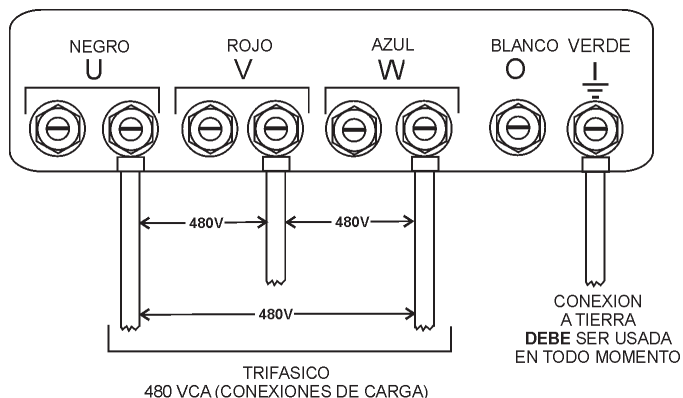 NEGRO ROJO AZUL BLANCO VERDE
U V W O I
480V 480V
480V
CONEXION
A TIERRA
DEBE SER USADA
EN TODO MOMENTO
TRIFASICO
480 VCA (CONEXIONES DE CARGA)